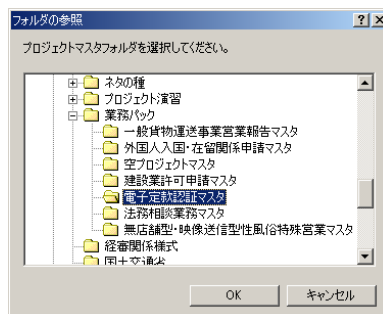 フォルダの参照
プロジェクトマスタフォルダを選択してください。
ネタの種
プロジェクト演習
業務パック
一般貨物運送事業営業報告マスタ
外国人入国・在留関係申請マスタ
空プロジェクトマスタ
建設業許可申請マスタ
電子定款認証マスタ
法務相談業務マスタ
無店舗型・映像送信型性風俗特殊営業マスタ
経審関係様式
国土交通省
OK キャンセル